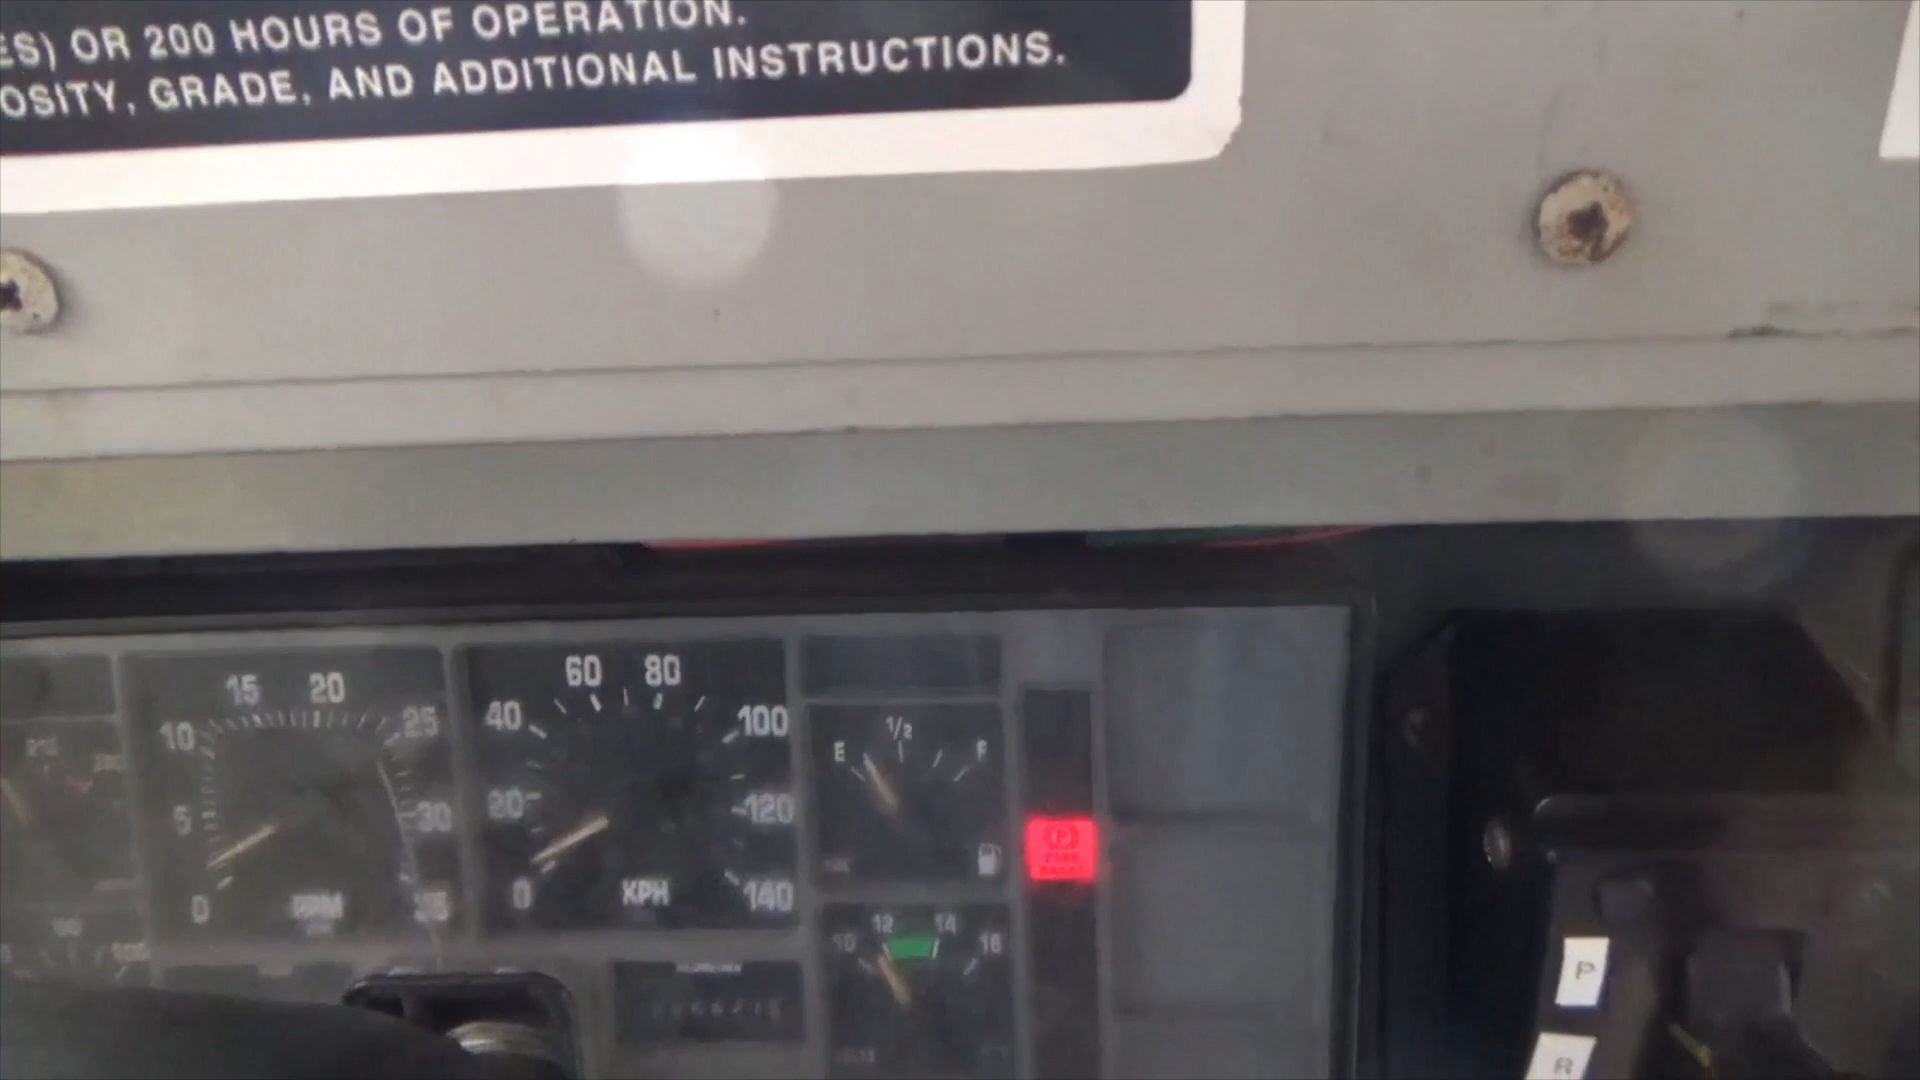 ES) OR 200 HOURS OF OPERATION.
OSITY, GRADE, AND ADDITIONAL INSTRUCTIONS.
15 20
10 25
5 30
0 RPM 35
60 80
40 100
20 120
0 KPH 140
E 1/2 F
P
PARK
BRAKE
12 14
10 16
P
R